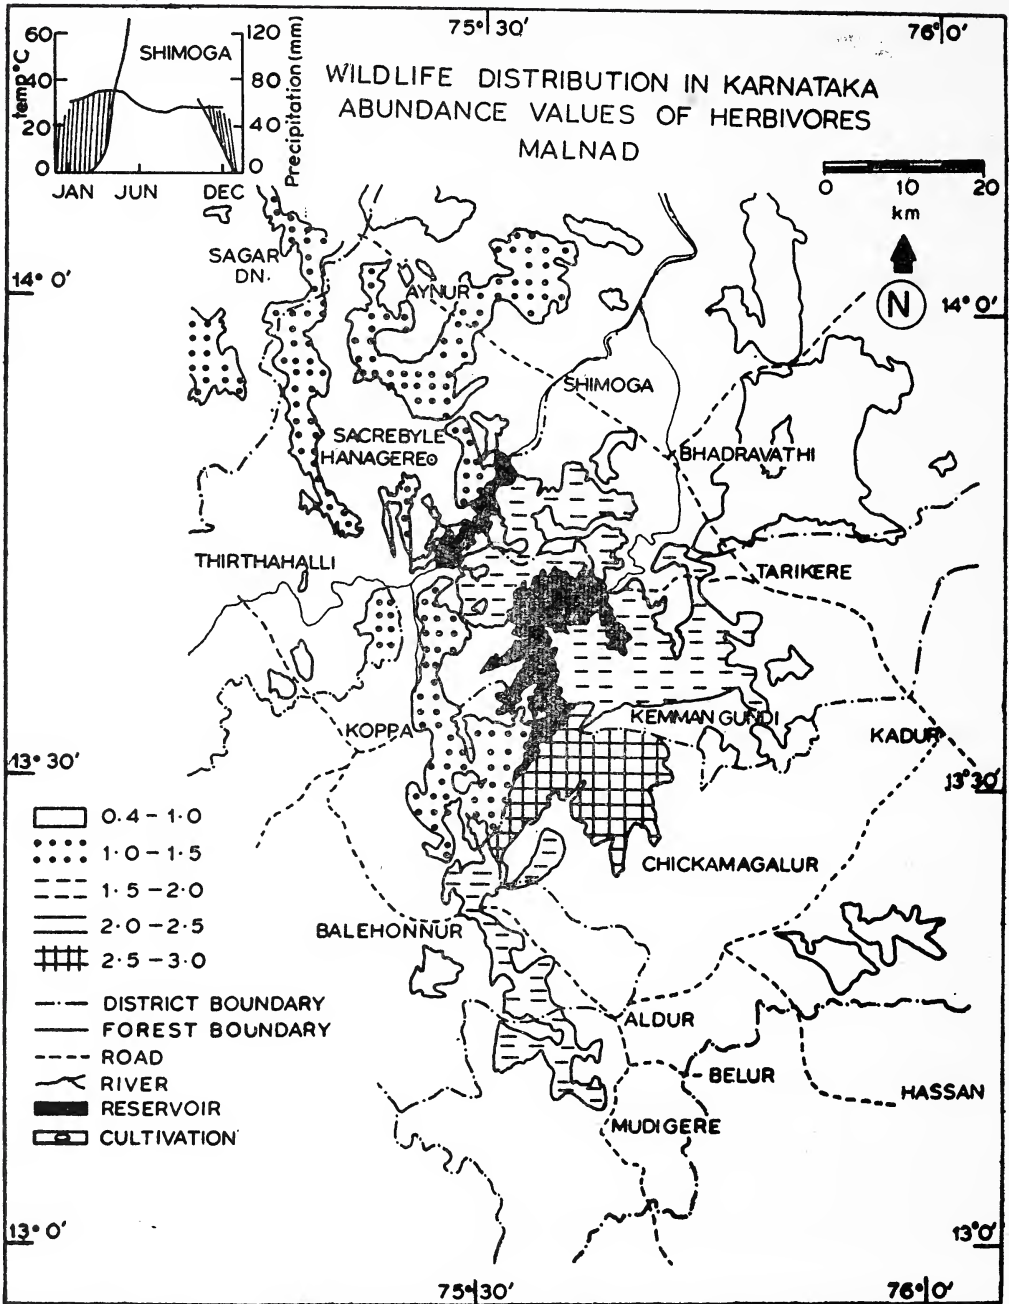 75°30'
76°0'
60
40
20
0
temp°C
SHIMOGA
120
80
40
0
Precipitation (mm)
JAN JUN DEC
WILDLIFE DISTRIBUTION IN KARNATAKA
ABUNDANCE VALUES OF HERBIVORES
MALNAD
0 10 20
km
N
14° 0'
14° 0'
SAGAR
DN.
AYNUR
SHIMOGA
SACREBYLE
HANAGERE
BHADRAVATHI
THIRTHAHALLI
TARIKERE
KOPPA
KEMMAN GUNDI
KADUR
13° 30'
13° 30'
CHICKAMAGALUR
BALEHONNUR
ALDUR
BELUR
HASSAN
MUDIGERE
0.4-1.0
1.0-1.5
1.5-2.0
2.0-2.5
2.5-3.0
DISTRICT BOUNDARY
FOREST BOUNDARY
ROAD
RIVER
RESERVOIR
CULTIVATION
13° 0'
13° 0'
75°30'
76°0'